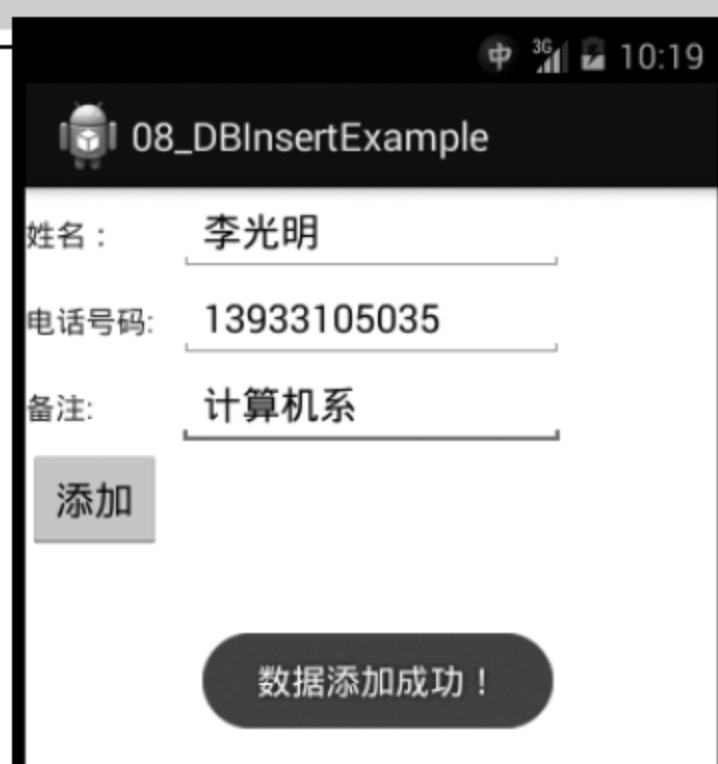 中 3G 10:19
08_DBInsertExample
姓名： 李光明
电话号码: 13933105035
备注: 计算机系
添加
数据添加成功！